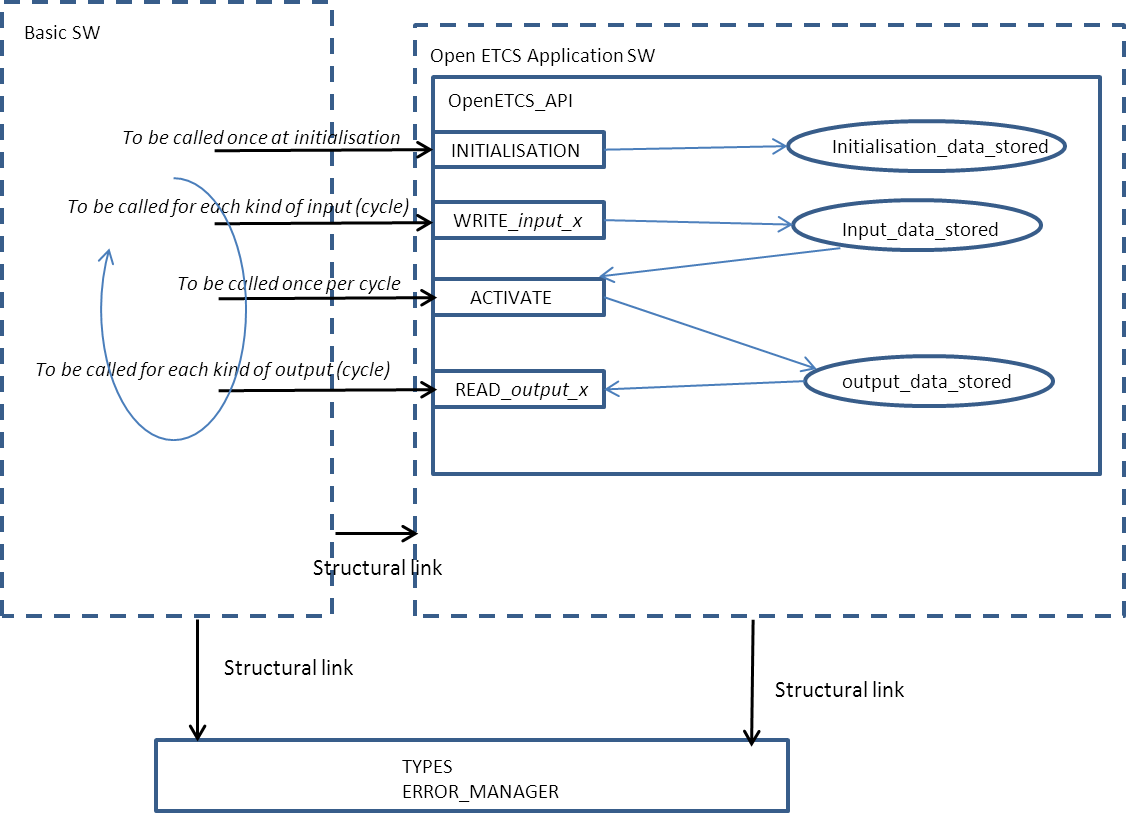 Basic SW
Open ETCS Application SW
OpenETCS_API
To be called once at initialisation
INITIALISATION
Initialisation_data_stored
To be called for each kind of input (cycle)
WRITE_input_x
Input_data_stored
To be called once per cycle
ACTIVATE
To be called for each kind of output (cycle)
READ_output_x
output_data_stored
Structural link
Structural link
Structural link
TYPES
ERROR_MANAGER